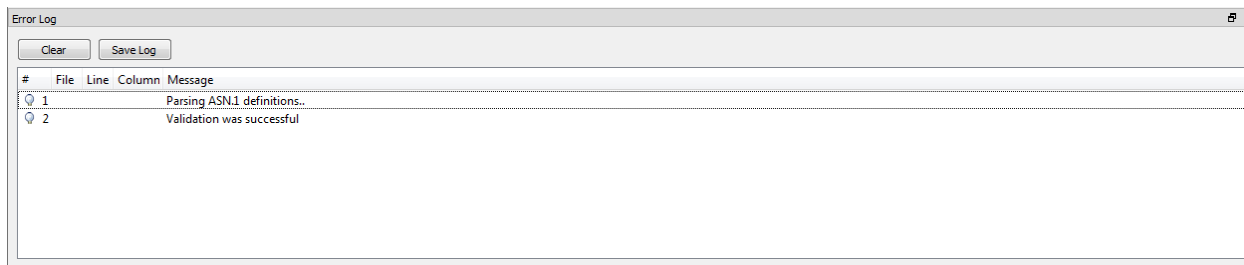 Error Log
Clear Save Log
# File Line Column Message
1 Parsing ASN.1 definitions..
2 Validation was successful